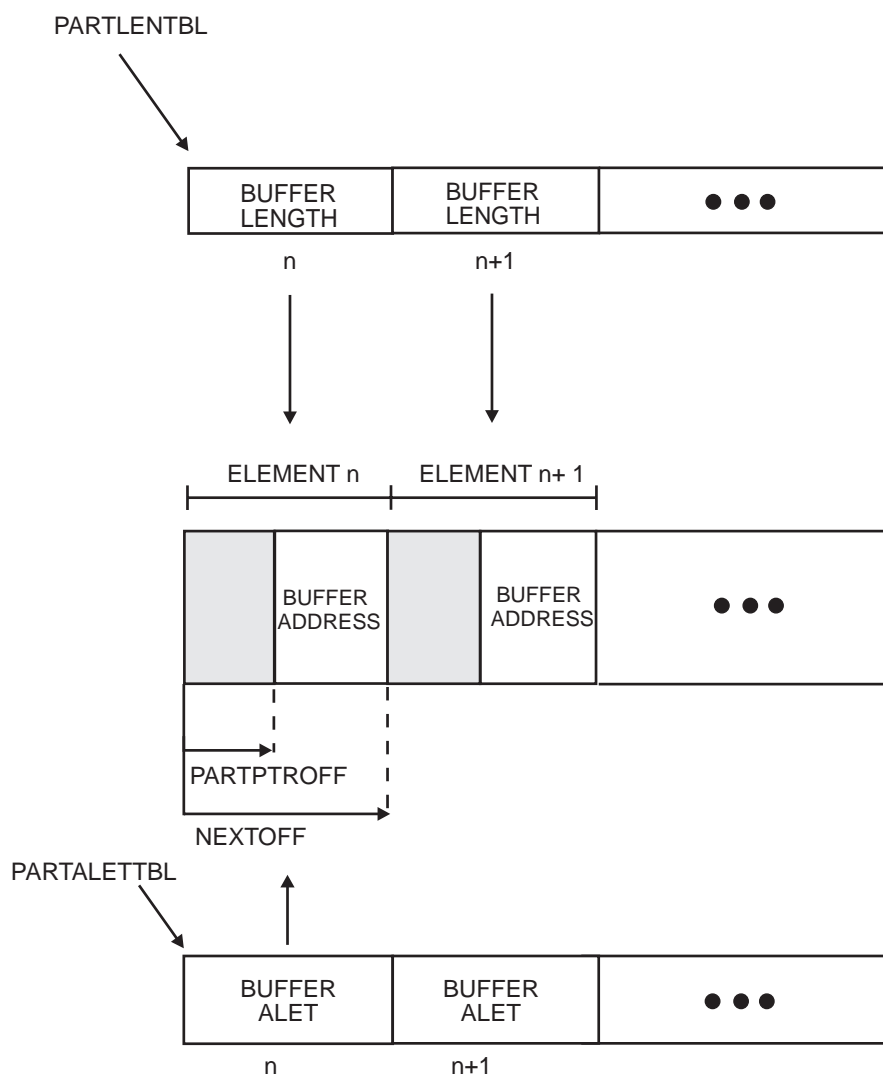 PARTLENTBL
BUFFER BUFFER
LENGTH LENGTH
n n+1
ELEMENT n ELEMENT n+ 1
BUFFER BUFFER
ADDRESS ADDRESS
PARTPTROFF
NEXTOFF
PARTALETTBL
BUFFER BUFFER
ALET ALET
n n+1